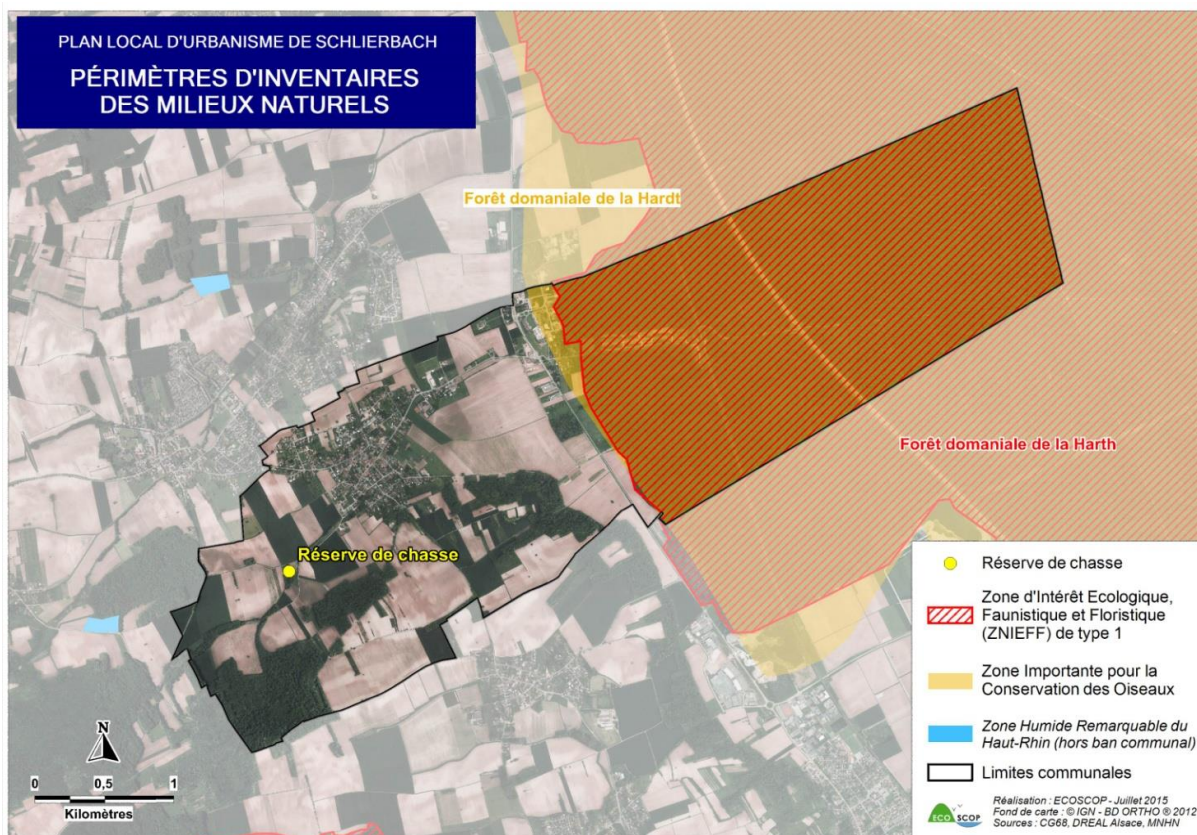 PLAN LOCAL D'URBANISME DE SCHLIERBACH
PÉRIMÈTRES D'INVENTAIRES
DES MILIEUX NATURELS
Forêt domaniale de la Hardt
Forêt domaniale de la Harth
Réserve de chasse
N
0 0,5 1
Kilomètres
Réserve de chasse
Zone d'Intérêt Ecologique,
Faunistique et Floristique
(ZNIEFF) de type 1
Zone Importante pour la
Conservation des Oiseaux
Zone Humide Remarquable du
Haut-Rhin (hors ban communal)
Limites communales
ECO SCOP
Réalisation : ECOSCOP - Juillet 2015
Fond de carte : © IGN - BD ORTHO ® 2012
Sources : CG68, DREAL Alsace, MNHN